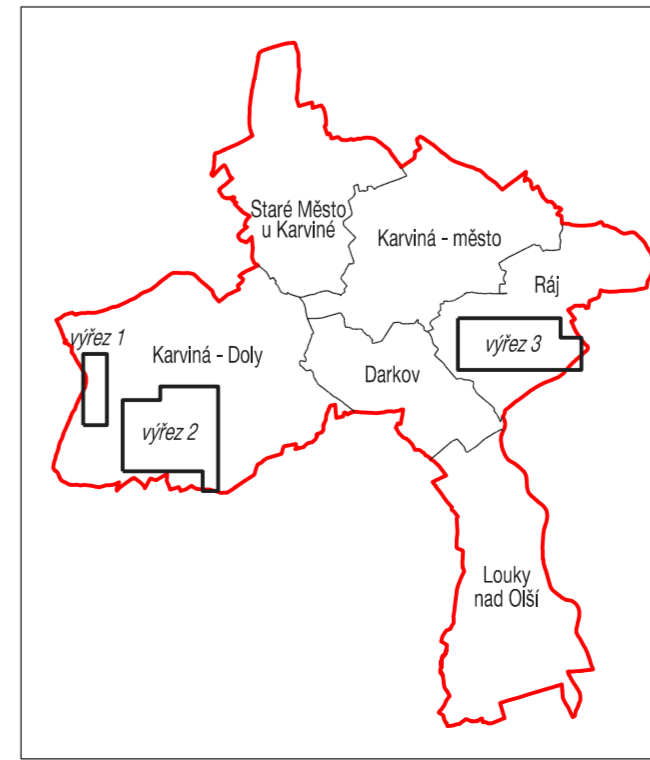 Staré Město
u Karviné
Karviná - město
Ráj
výřez 1
Karviná - Doly
výřez 3
Darkov
výřez 2
Louky
nad Olší